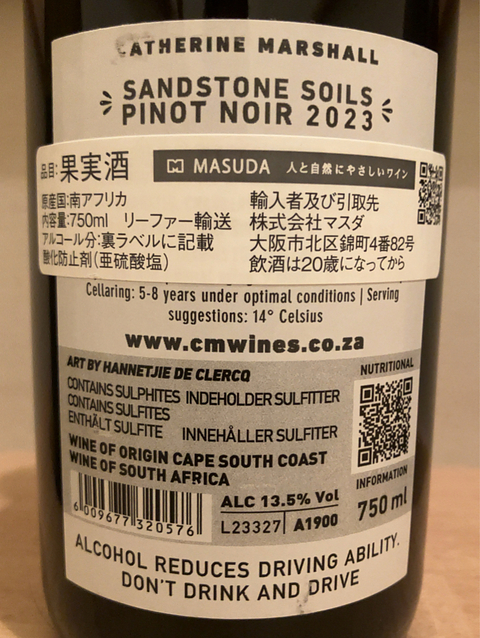 CATHERINE MARSHALL
SANDSTONE SOILS
PINOT NOIR 2023
品目:果実酒 MASUDA 人と自然にやさしいワイン
原産国:南アフリカ 輸入者及び引取先
内容量:750ml リーファー輸送 株式会社マスダ
アルコール分:裏ラベルに記載 大阪市北区錦町4番82号
酸化防止剤(亜硫酸塩) 飲酒は20歳になってから
Cellaring: 5-8 years under optimal conditions | Serving
suggestions: 14° Celsius
www.cmwines.co.za
ART BY HANNETJIE DE CLERCQ
CONTAINS SULPHITES INDEHOLDER SULFITTER
CONTAINS SULFITES
ENTHÄLT SULFITE INNEHÅLLER SULFITER
WINE OF ORIGIN CAPE SOUTH COAST
WINE OF SOUTH AFRICA
NUTRITIONAL
INFORMATION
6 009677 320576
ALC 13.5% Vol
L23327 A1900
750 ml
ALCOHOL REDUCES DRIVING ABILITY.
DON'T DRINK AND DRIVE